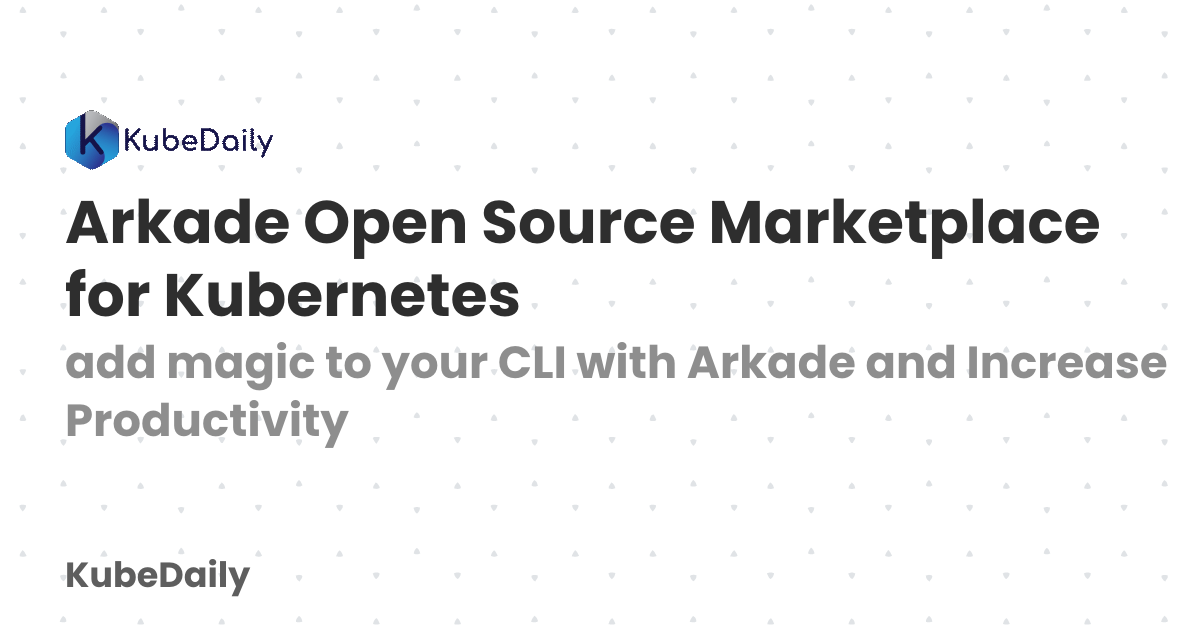 KubeDaily
Arkade Open Source Marketplace
for Kubernetes
add magic to your CLI with Arkade and Increase
Productivity
KubeDaily